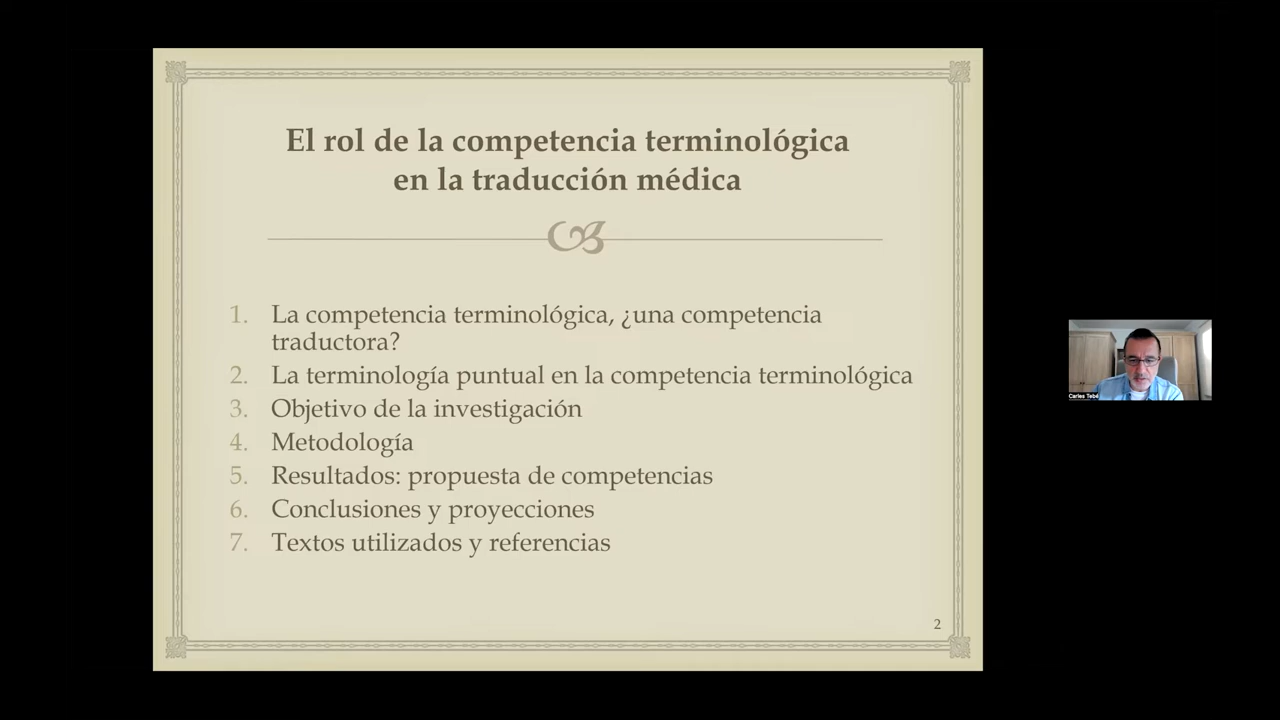 El rol de la competencia terminológica
en la traducción médica
1. La competencia terminológica, ¿una competencia
traductora?
2. La terminología puntual en la competencia terminológica
3. Objetivo de la investigación
4. Metodología
5. Resultados: propuesta de competencias
6. Conclusiones y proyecciones
7. Textos utilizados y referencias
2
Carles Tebé